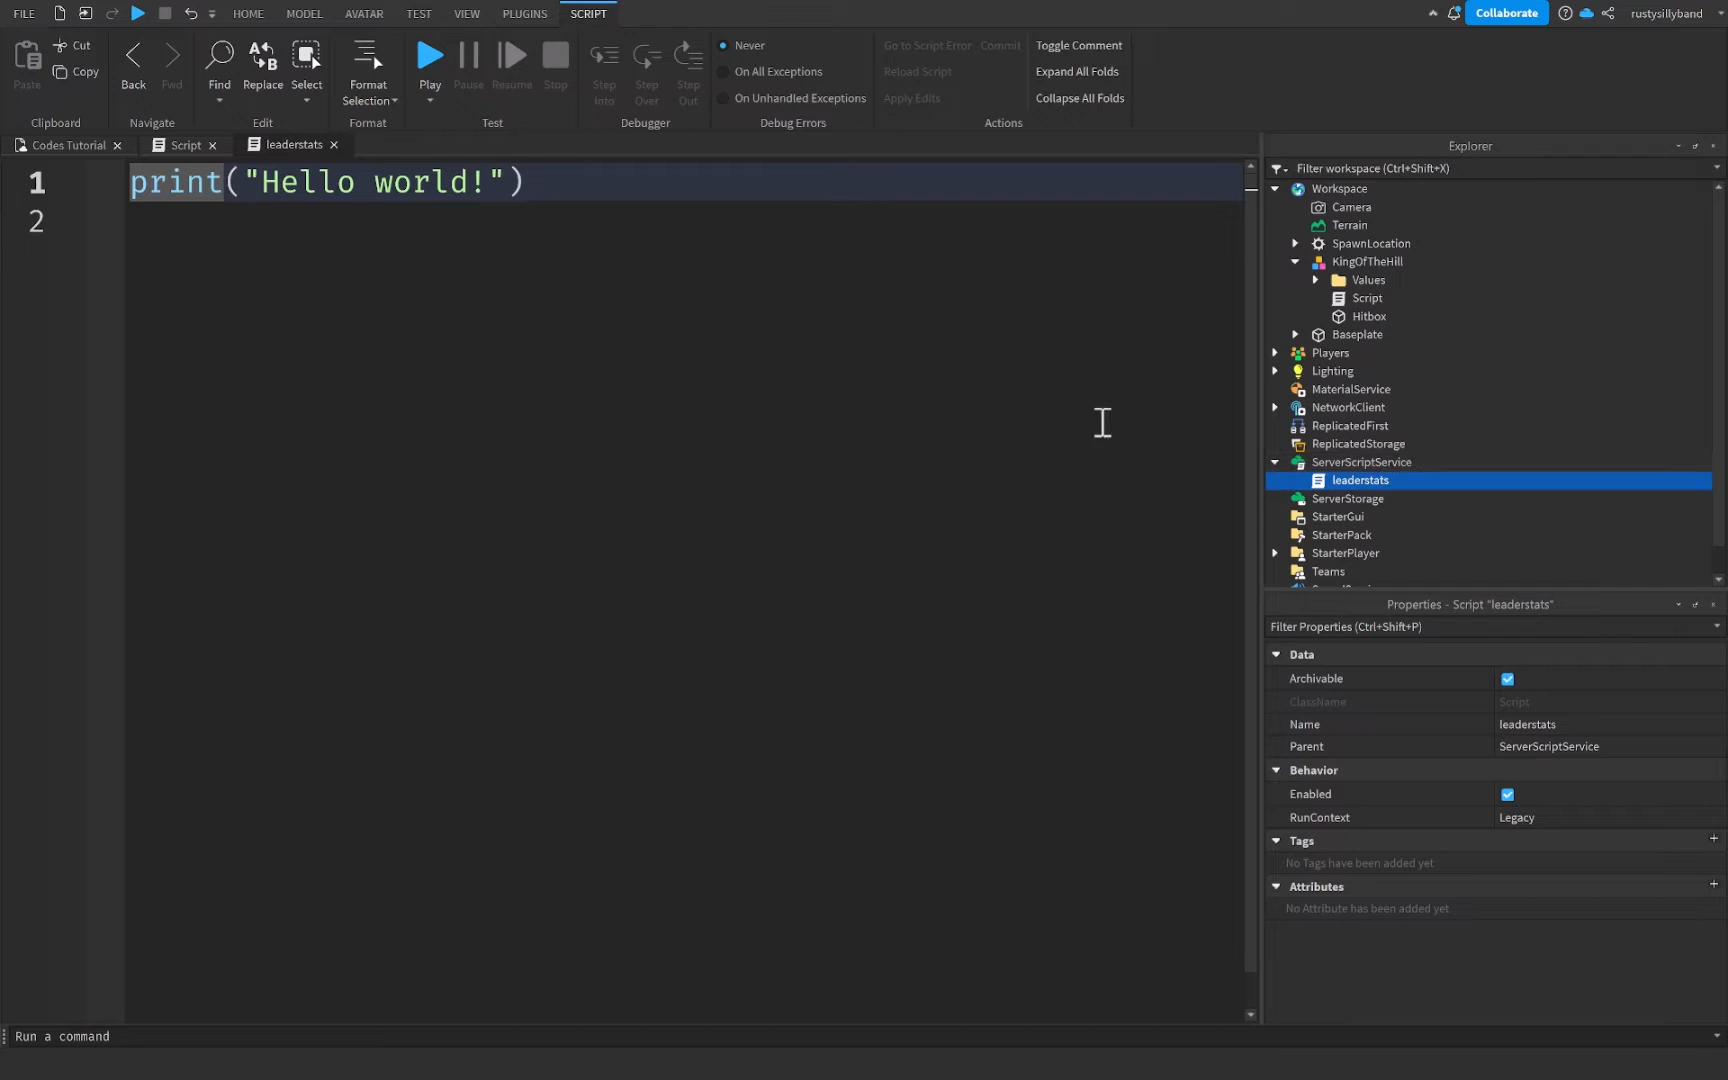 FILE HOME MODEL AVATAR TEST VIEW PLUGINS SCRIPT Collaborate rustysillyband
Paste Cut Copy Clipboard
Back Fwd Navigate
Find Replace Select Edit
Format Selection Format
Play Pause Resume Stop Test
Step Into Step Over Step Out Debugger
Never
On All Exceptions
On Unhandled Exceptions
Debug Errors
Go to Script Error Commit
Reload Script
Apply Edits
Toggle Comment
Expand All Folds
Collapse All Folds
Actions
Codes Tutorial Script leaderstats
1 print("Hello world!")
2
Explorer
Filter workspace (Ctrl+Shift+X)
Workspace
Camera
Terrain
SpawnLocation
KingOfTheHill
Values
Script
Hitbox
Baseplate
Players
Lighting
MaterialService
NetworkClient
ReplicatedFirst
ReplicatedStorage
ServerScriptService
leaderstats
ServerStorage
StarterGui
StarterPack
StarterPlayer
Teams
Properties - Script "leaderstats"
Filter Properties (Ctrl+Shift+P)
Data
Archivable
ClassName Script
Name leaderstats
Parent ServerScriptService
Behavior
Enabled
RunContext Legacy
Tags
No Tags have been added yet
Attributes
No Attribute has been added yet
Run a command